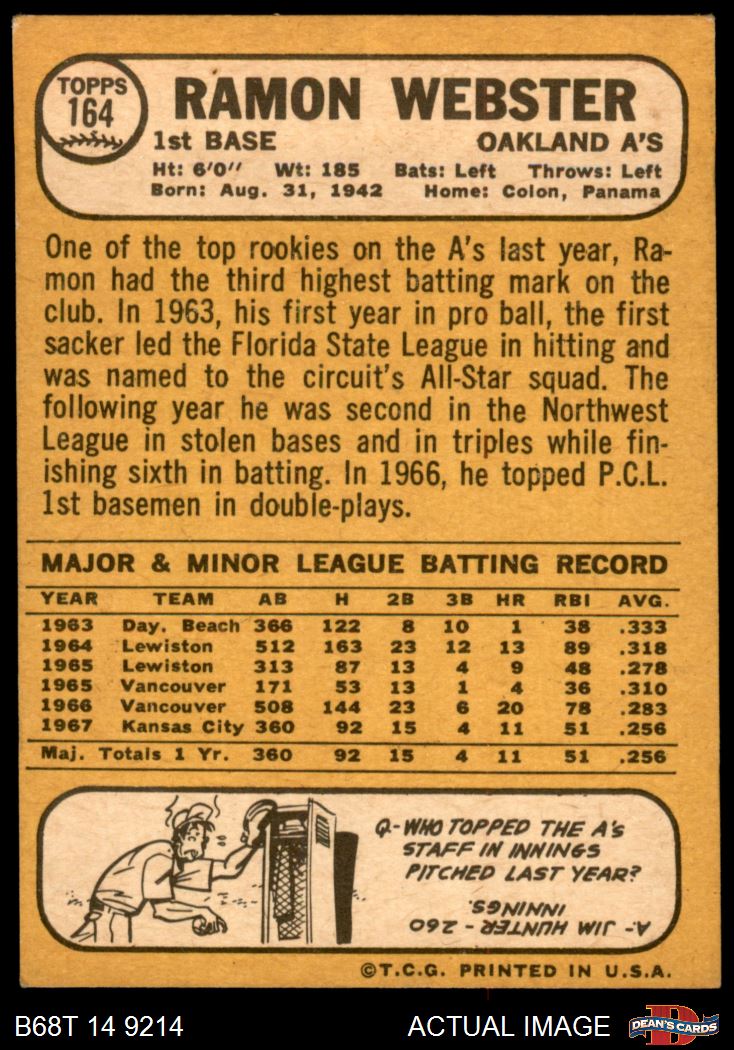 TOPPS
164
RAMON WEBSTER
1st BASE OAKLAND A'S
Ht: 6'0" Wt: 185 Bats: Left Throws: Left
Born: Aug. 31, 1942 Home: Colon, Panama
One of the top rookies on the A's last year, Ra-
mon had the third highest batting mark on the
club. In 1963, his first year in pro ball, the first
sacker led the Florida State League in hitting and
was named to the circuit's All-Star squad. The
following year he was second in the Northwest
League in stolen bases and in triples while fin-
ishing sixth in batting. In 1966, he topped P.C.L.
1st basemen in double-plays.
MAJOR & MINOR LEAGUE BATTING RECORD
YEAR TEAM AB H 2B 3B HR RBI AVG.
1963 Day. Beach 366 122 8 10 1 38 .333
1964 Lewiston 512 163 23 12 13 89 .318
1965 Lewiston 313 87 13 4 9 48 .278
1965 Vancouver 171 53 13 1 4 36 .310
1966 Vancouver 508 144 23 6 20 78 .283
1967 Kansas City 360 92 15 4 11 51 .256
Maj. Totals 1 Yr. 360 92 15 4 11 51 .256
Q-WHO TOPPED THE A's
STAFF IN INNINGS
PITCHED LAST YEAR?
A.- JIM HUNTER - 260
INNINGS.
©T.C.G. PRINTED IN U.S.A.
B68T 14 9214 ACTUAL IMAGE
DEAN'S CARDS